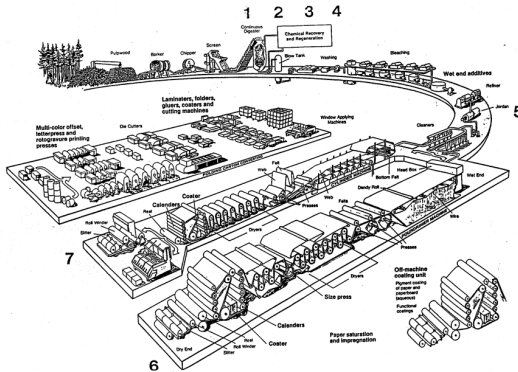 1 2 3 4
Continuous
Digester
Chemical Recovery
and Regeneration
Pulpwood
Barker
Chipper
Screen
Blow Tank
Washing
Bleaching
Wet end additives
Refiner
Jordan
5
Cleaners
Laminators, folders,
gluers, coaters and
cutting machines
Multi-color offset,
letterpress and
rotogravure printing
presses
Die Cutters
Window Applying
Machines
Felt
Web
Bottom Felt
Head Box
Wet End
Dandy Roll
Web
Felts
Presses
Wire
Presses
Coater
Calenders
Reel
Roll Winder
Slitter
Dryers
Dryers
7
Size press
Off-machine
coating unit
Pigment coating
of paper and
paperboard
(aqueous)
Functional
coatings
Calenders
Coater
Reel
Roll Winder
Slitter
Dry End
Paper saturation
and impregnation
6